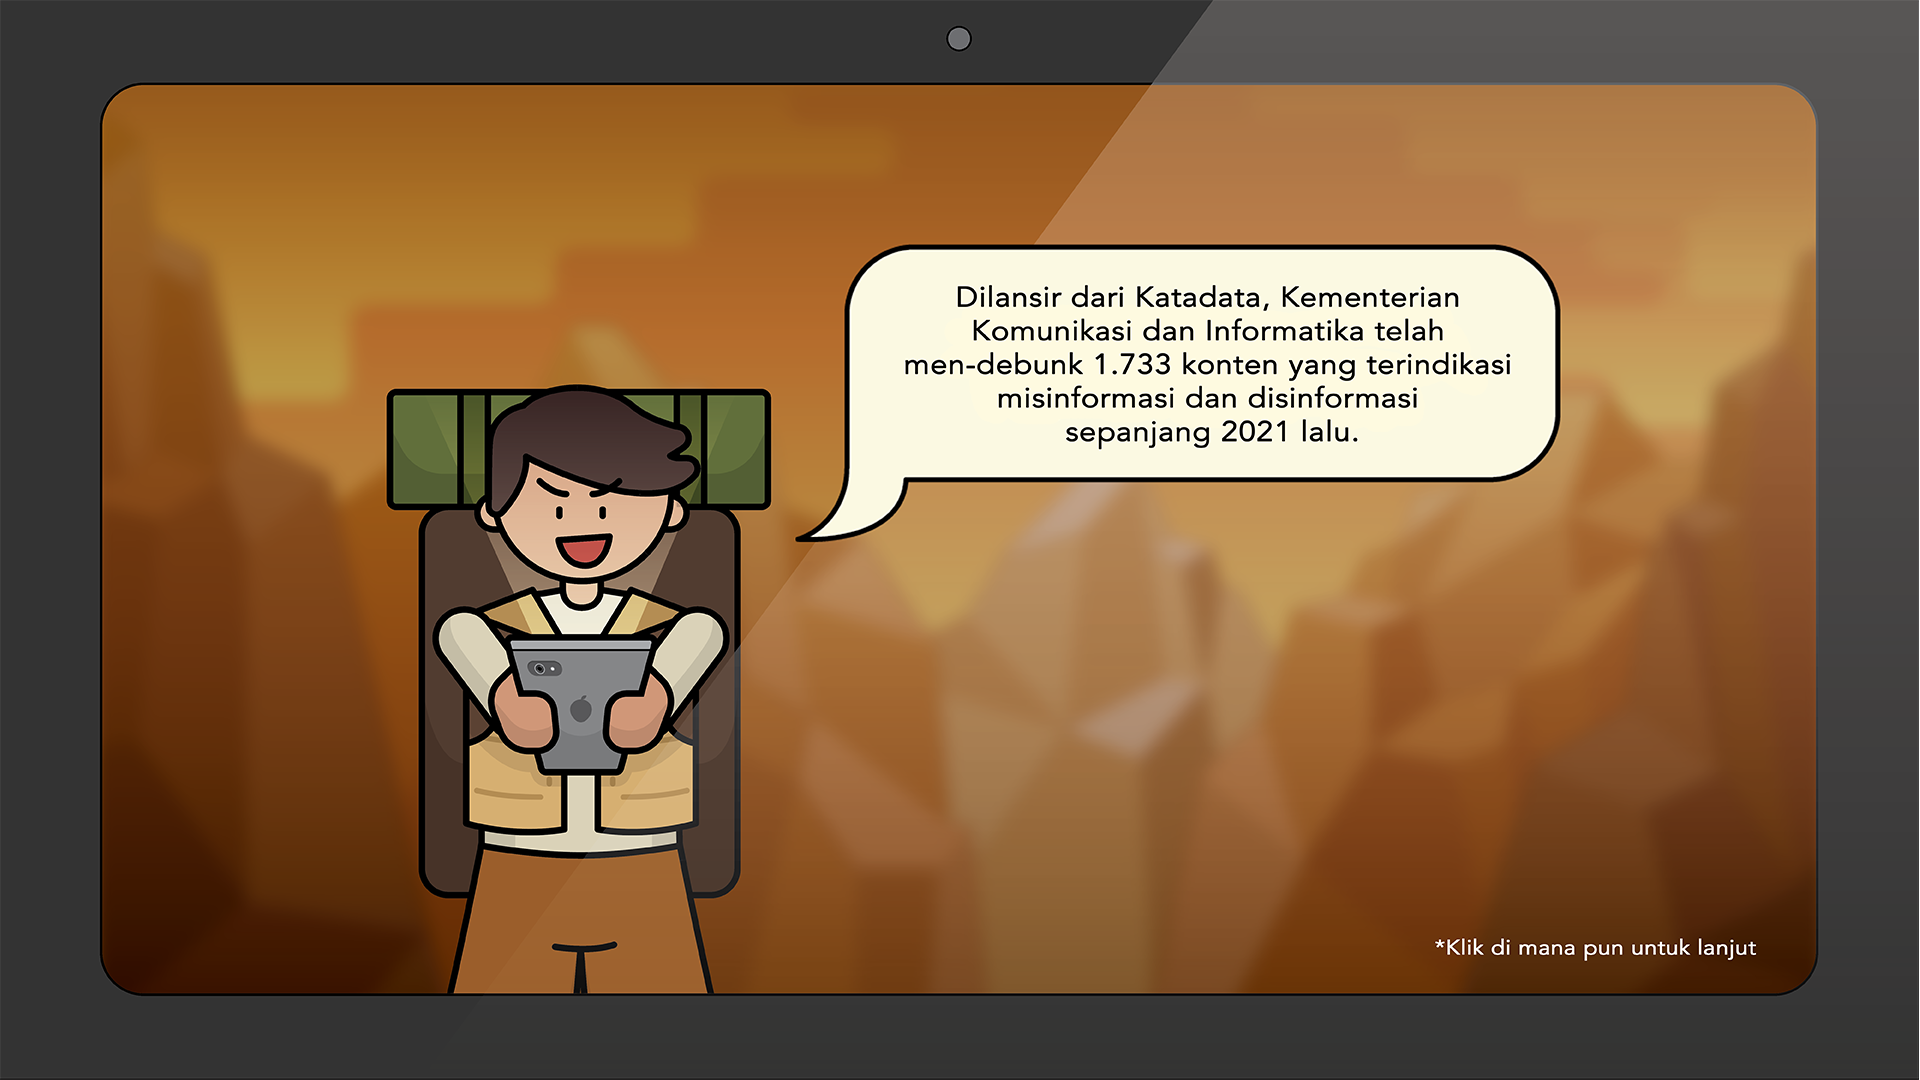 Dilansir dari Katadata, Kementerian
Komunikasi dan Informatika telah
men-debunk 1.733 konten yang terindikasi
misinformasi dan disinformasi
sepanjang 2021 lalu.
*Klik di mana pun untuk lanjut